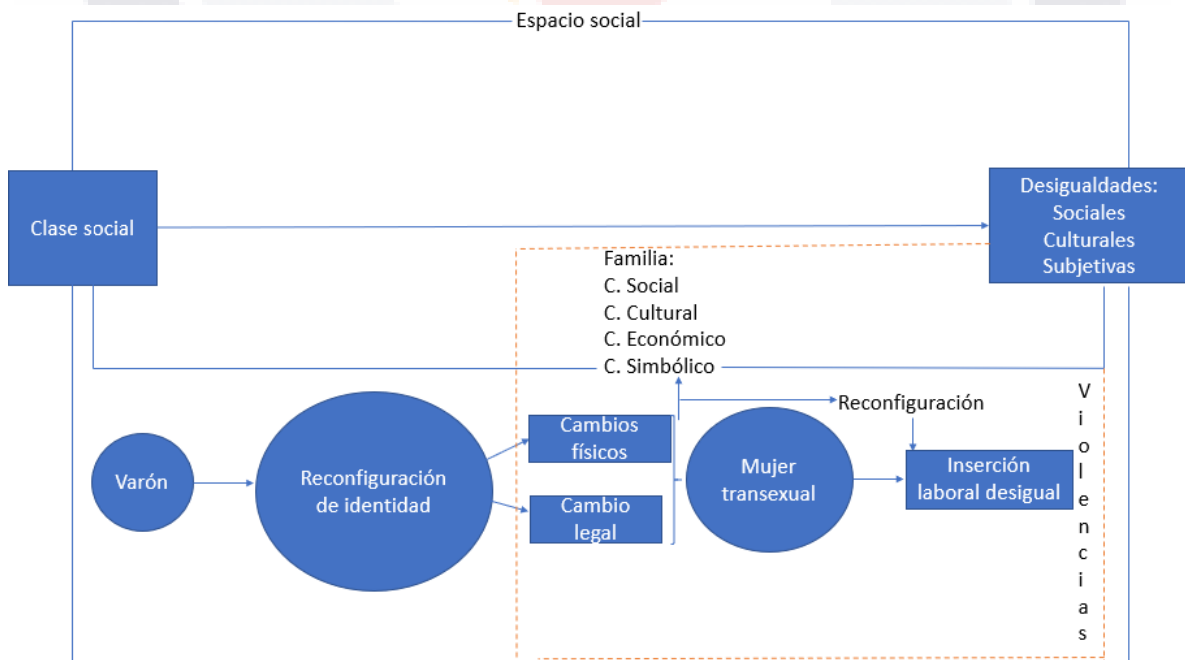 Espacio social
Clase social
Desigualdades:
Sociales
Culturales
Subjetivas
Familia:
C. Social
C. Cultural
C. Económico
C. Simbólico
Reconfiguración
Varón
Reconfiguración
de identidad
Cambios
físicos
Cambio
legal
Mujer
transexual
Inserción
laboral desigual
Violencias